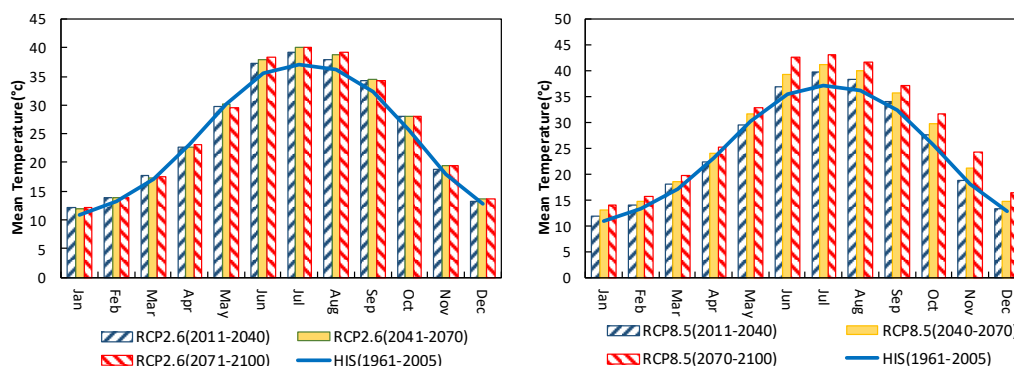 Mean Temperature(°c)
45
40
35
30
25
20
15
10
5
0
Jan
Feb
Mar
Apr
May
Jun
Jul
Aug
Sep
Oct
Nov
Dec
RCP2.6(2011-2040)
RCP2.6(2041-2070)
RCP2.6(2071-2100)
HIS(1961-2005)
Mean Temperature(°c)
50
45
40
35
30
25
20
15
10
5
0
Jan
Feb
Mar
Apr
May
Jun
Jul
Aug
Sep
Oct
Nov
Dec
RCP8.5(2011-2040)
RCP8.5(2040-2070)
RCP8.5(2070-2100)
HIS(1961-2005)